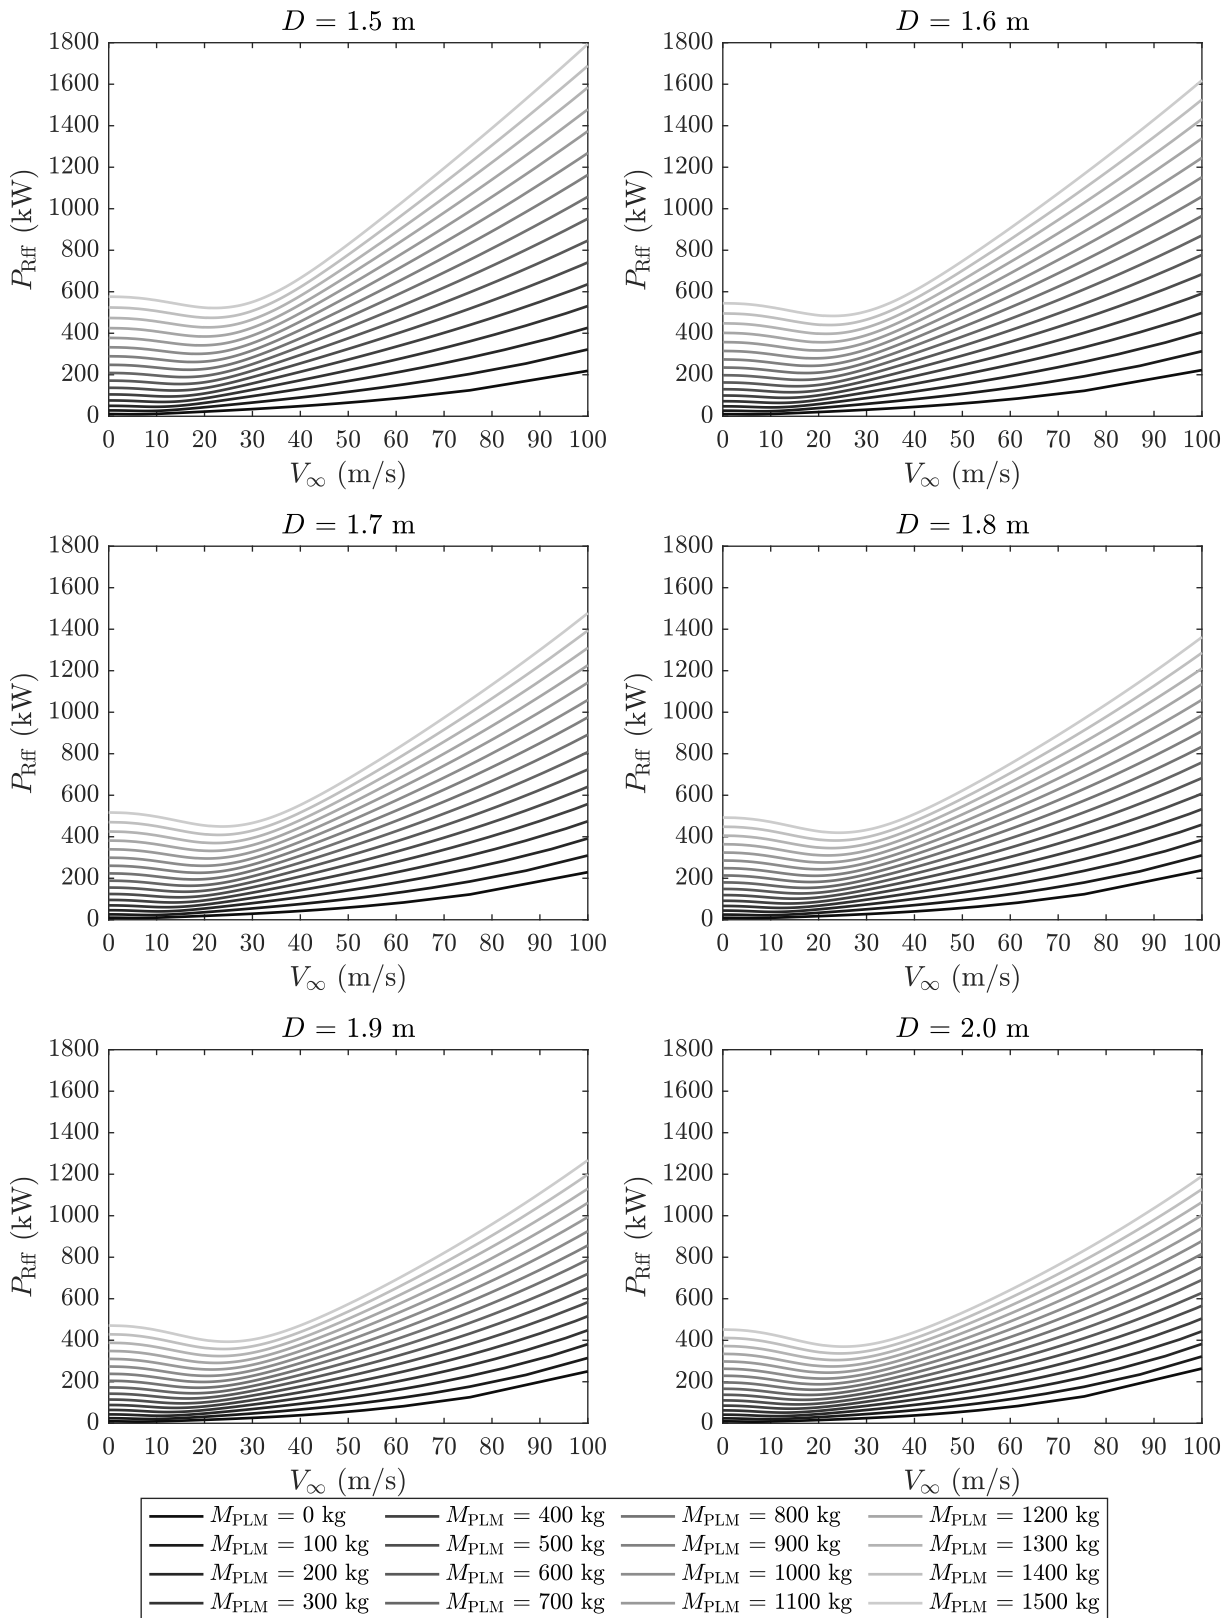 D = 1.5 m
D = 1.6 m
1800
1600
1400
1200
1000
800
600
400
200
0
P_Rff (kW)
0 10 20 30 40 50 60 70 80 90 100
V_∞ (m/s)
1800
1600
1400
1200
1000
800
600
400
200
0
P_Rff (kW)
0 10 20 30 40 50 60 70 80 90 100
V_∞ (m/s)
D = 1.7 m
D = 1.8 m
1800
1600
1400
1200
1000
800
600
400
200
0
P_Rff (kW)
0 10 20 30 40 50 60 70 80 90 100
V_∞ (m/s)
1800
1600
1400
1200
1000
800
600
400
200
0
P_Rff (kW)
0 10 20 30 40 50 60 70 80 90 100
V_∞ (m/s)
D = 1.9 m
D = 2.0 m
1800
1600
1400
1200
1000
800
600
400
200
0
P_Rff (kW)
0 10 20 30 40 50 60 70 80 90 100
V_∞ (m/s)
1800
1600
1400
1200
1000
800
600
400
200
0
P_Rff (kW)
0 10 20 30 40 50 60 70 80 90 100
V_∞ (m/s)
M_PLM = 0 kg
M_PLM = 100 kg
M_PLM = 200 kg
M_PLM = 300 kg
M_PLM = 400 kg
M_PLM = 500 kg
M_PLM = 600 kg
M_PLM = 700 kg
M_PLM = 800 kg
M_PLM = 900 kg
M_PLM = 1000 kg
M_PLM = 1100 kg
M_PLM = 1200 kg
M_PLM = 1300 kg
M_PLM = 1400 kg
M_PLM = 1500 kg